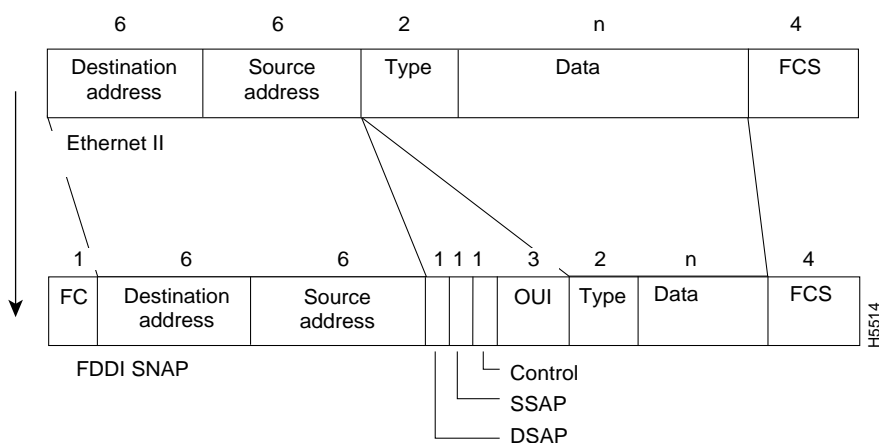 6 6 2 n 4
Destination address Source address Type Data FCS
Ethernet II
1 6 6 1 1 1 3 2 n 4
FC Destination address Source address OUI Type Data FCS
FDDI SNAP
Control
SSAP
DSAP
H5514